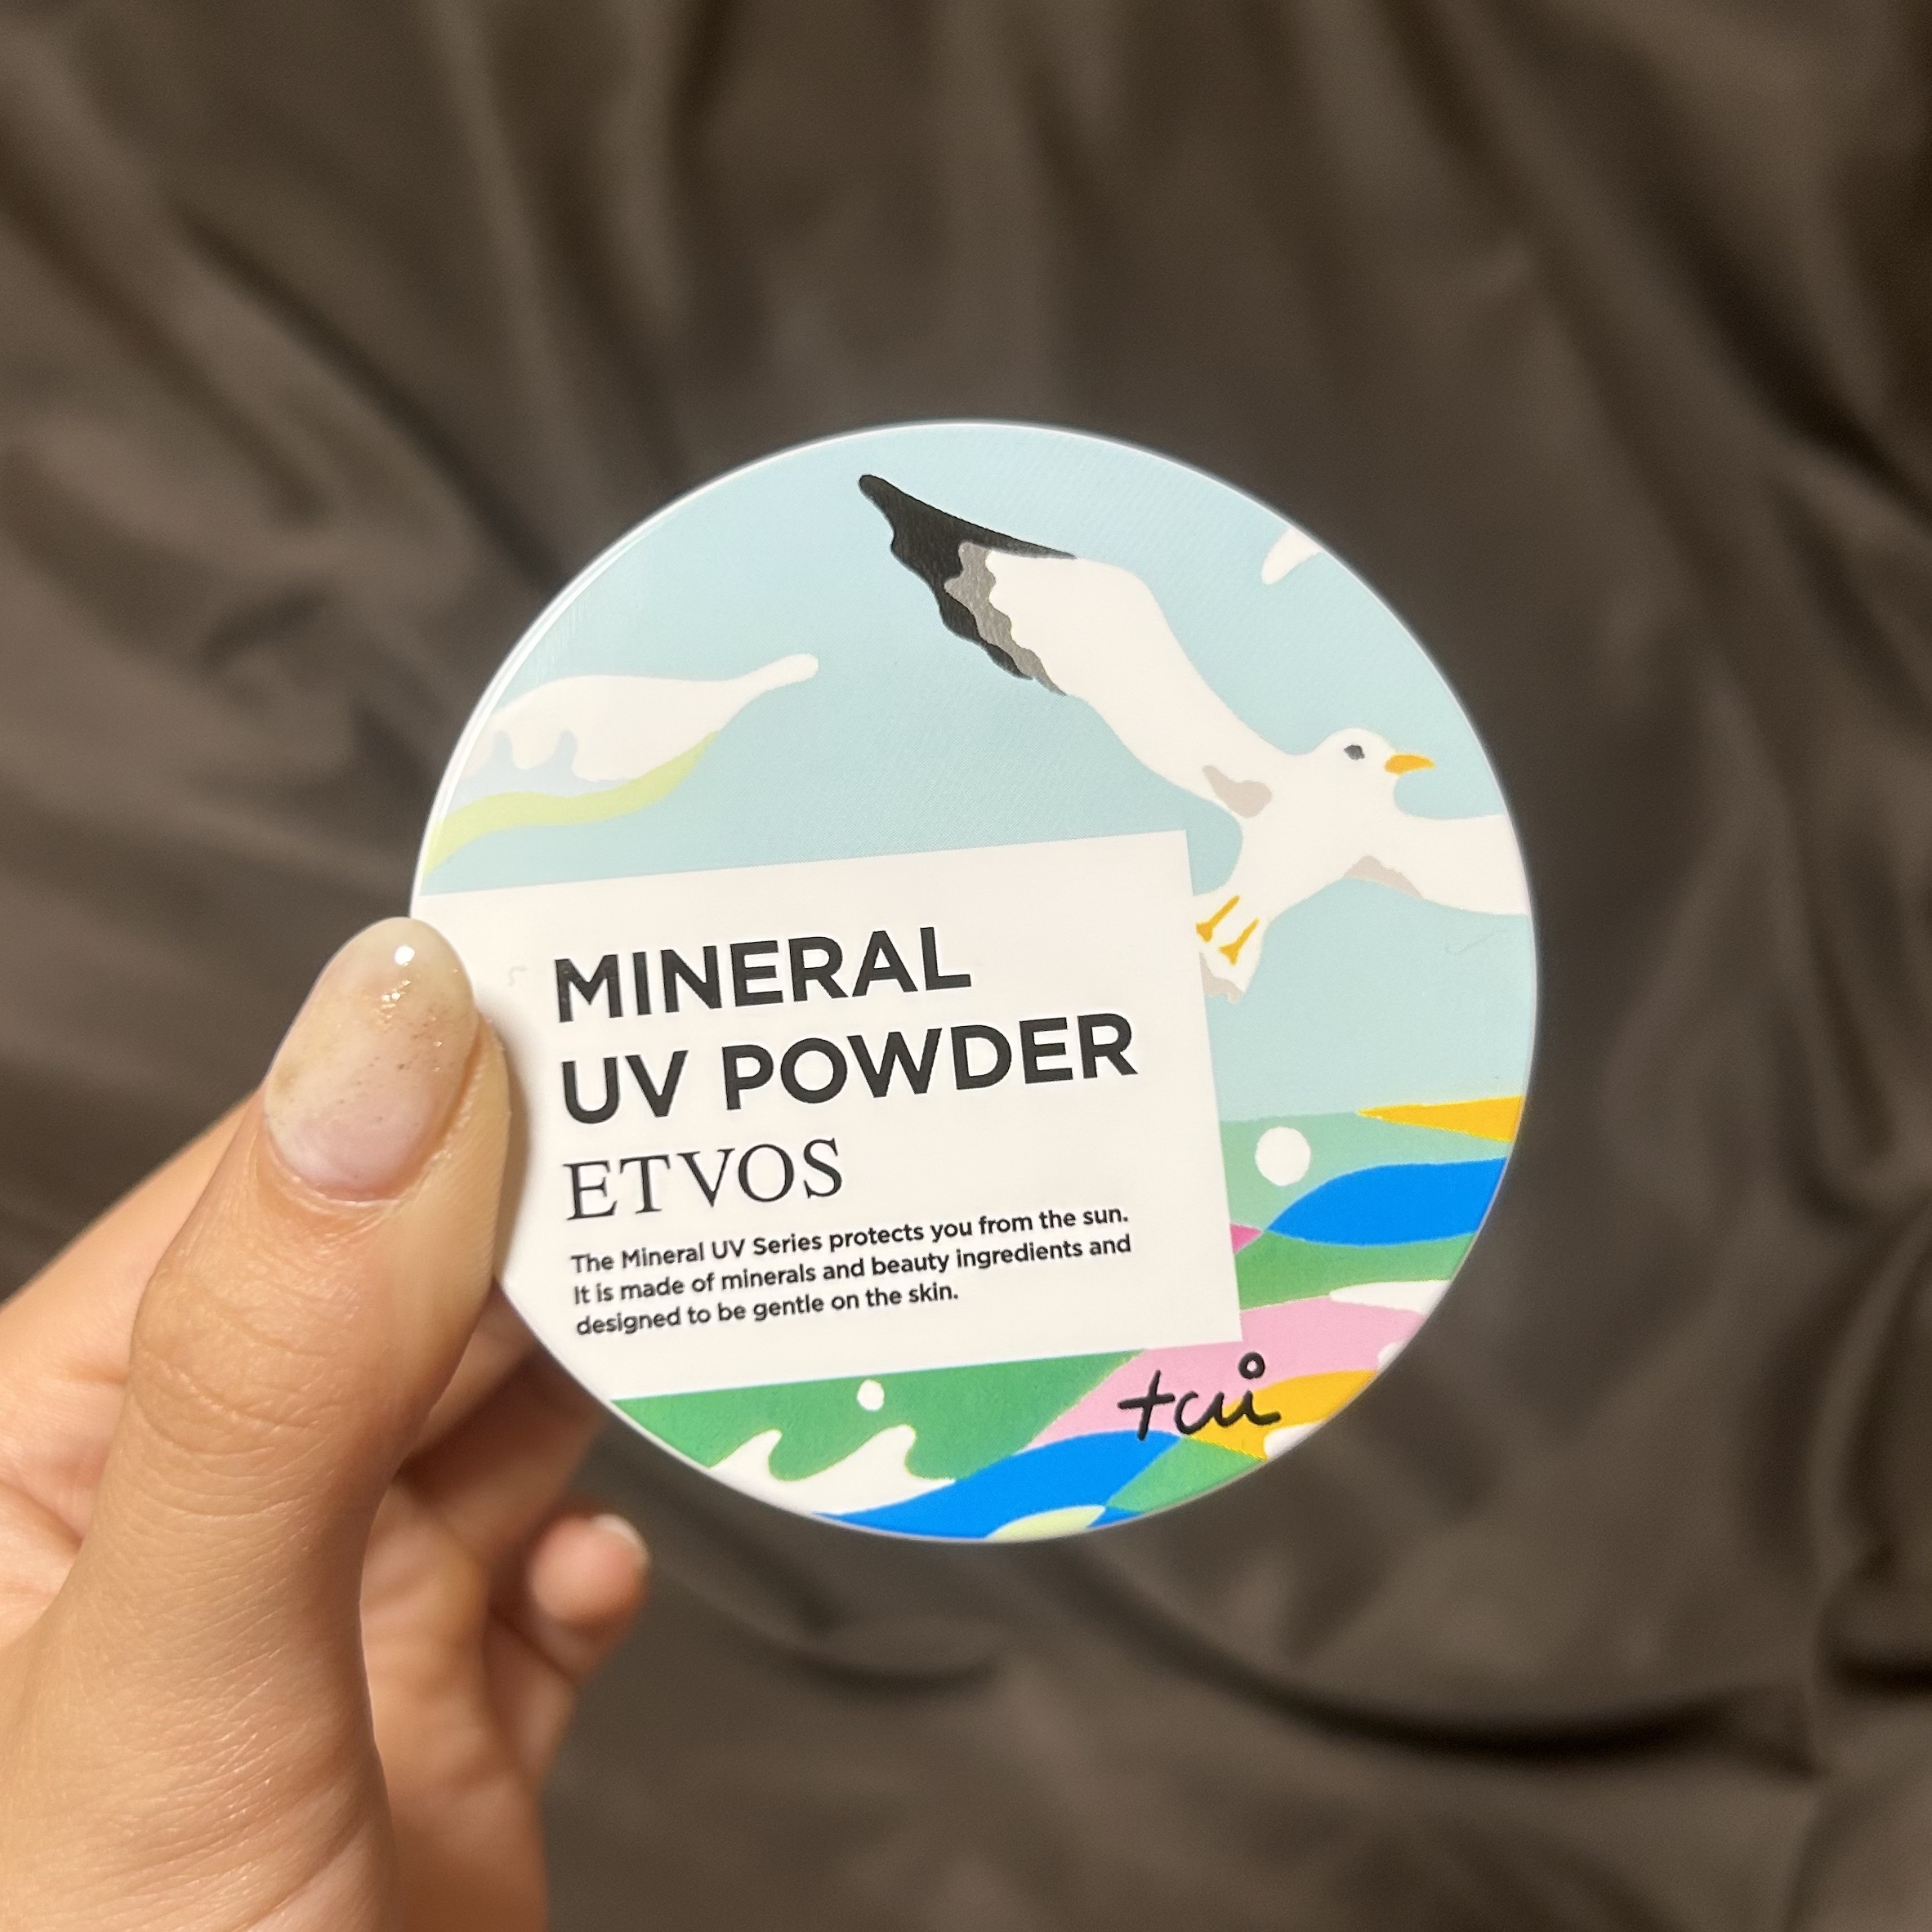 MINERAL
UV POWDER
ETVOS
The Mineral UV Series protects you from the sun.
It is made of minerals and beauty ingredients and
designed to be gentle on the skin.
tai